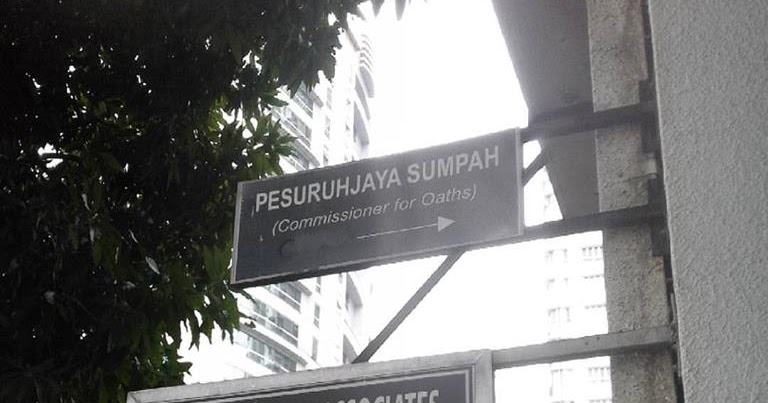 PESURUHJAYA SUMPAH
(Commissioner for Oaths)